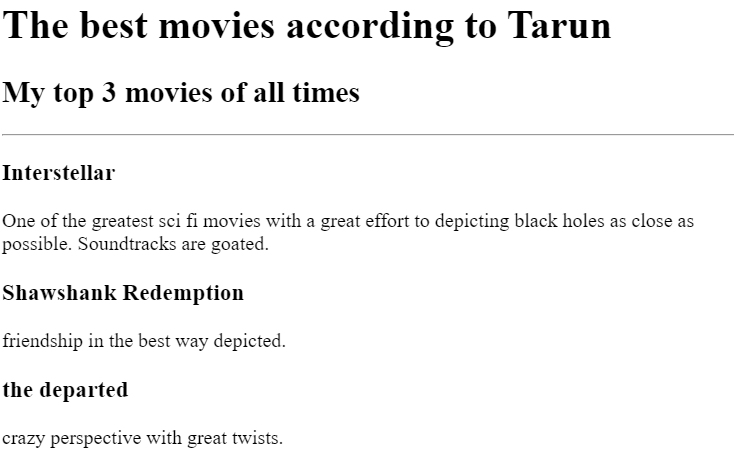 The best movies according to Tarun
My top 3 movies of all times
Interstellar
One of the greatest sci fi movies with a great effort to depicting black holes as close as
possible. Soundtracks are goated.
Shawshank Redemption
friendship in the best way depicted.
the departed
crazy perspective with great twists.